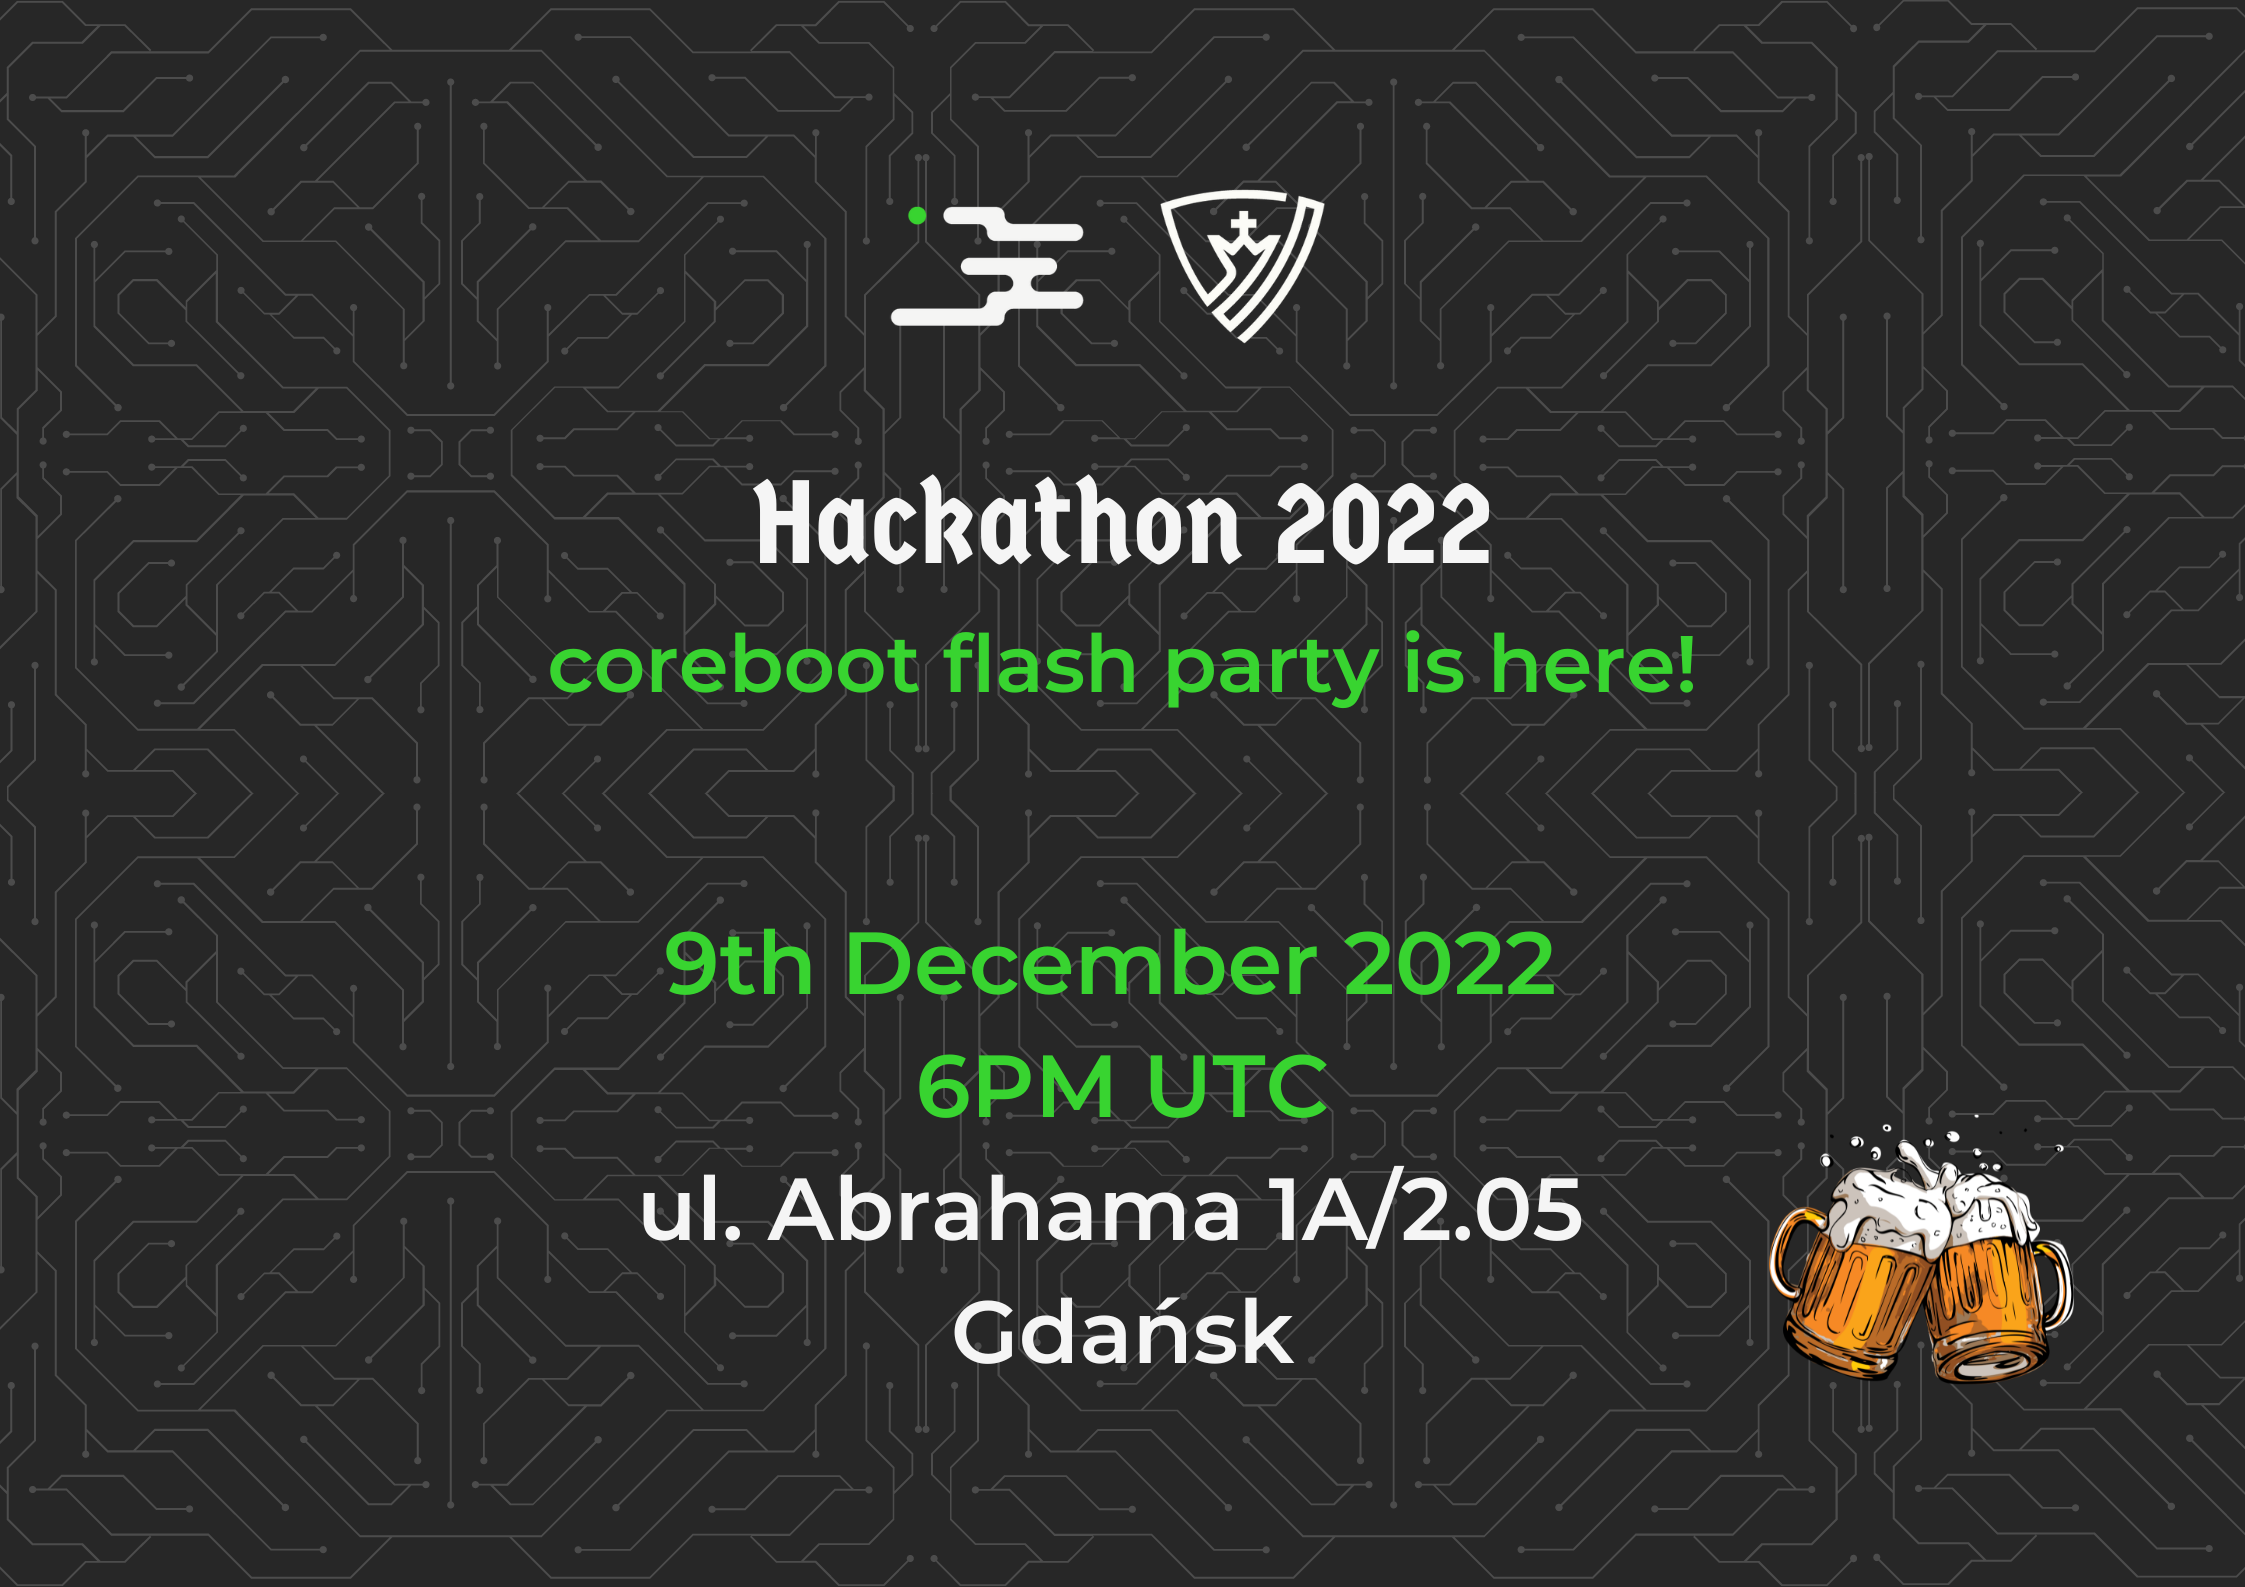 Hackathon 2022
coreboot flash party is here!
9th December 2022
6PM UTC
ul. Abrahama 1A/2.05
Gdańsk